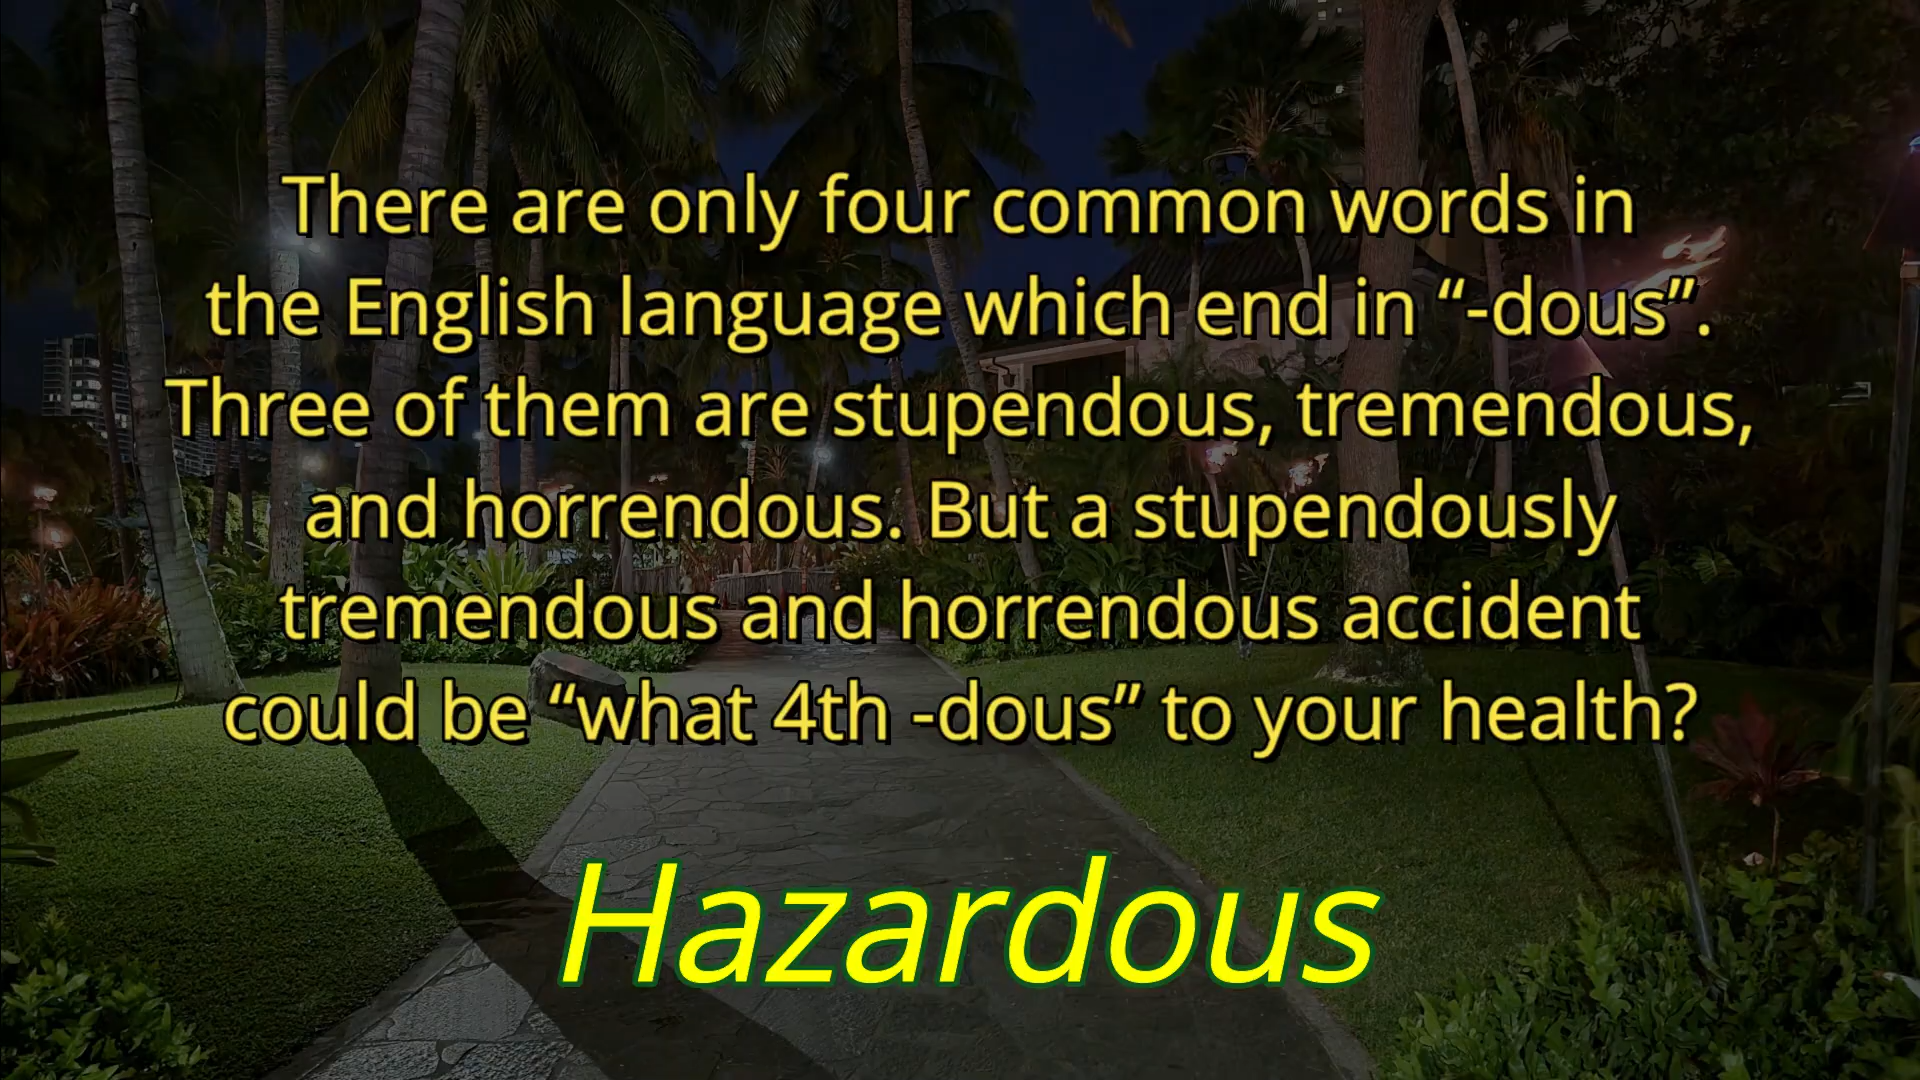 There are only four common words in
the English language which end in “-dous”.
Three of them are stupendous, tremendous,
and horrendous. But a stupendously
tremendous and horrendous accident
could be “what 4th -dous” to your health?
Hazardous